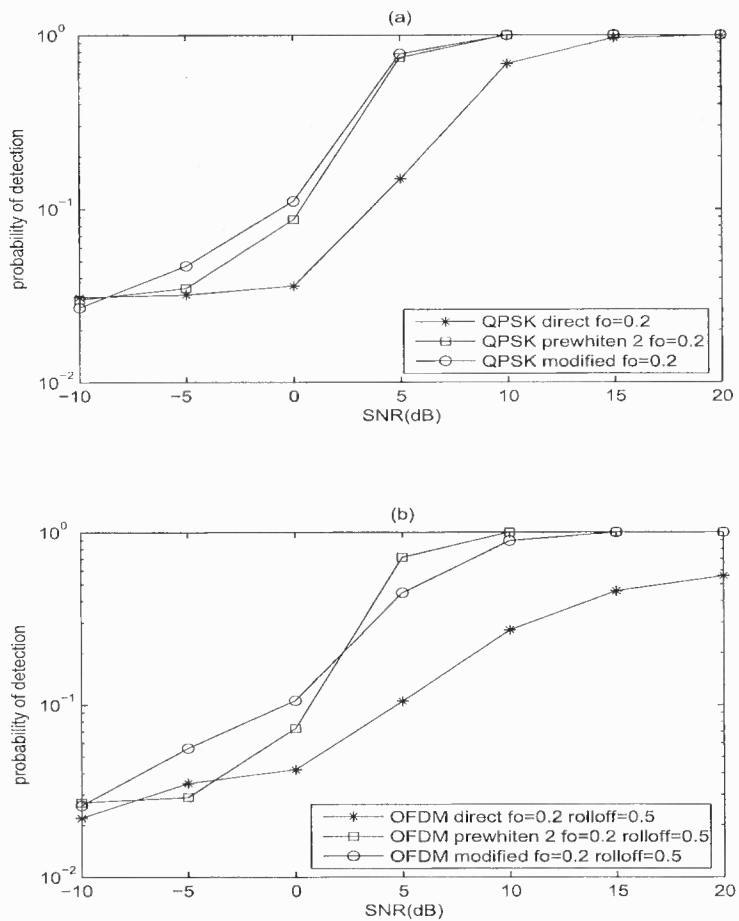 (a)
10^0
10^-1
10^-2
probability of detection
QPSK direct fo=0.2
QPSK prewhiten 2 fo=0.2
QPSK modified fo=0.2
−10 −5 0 5 10 15 20
SNR(dB)
(b)
10^0
10^-1
10^-2
probability of detection
OFDM direct fo=0.2 rolloff=0.5
OFDM prewhiten 2 fo=0.2 rolloff=0.5
OFDM modified fo=0.2 rolloff=0.5
−10 −5 0 5 10 15 20
SNR(dB)